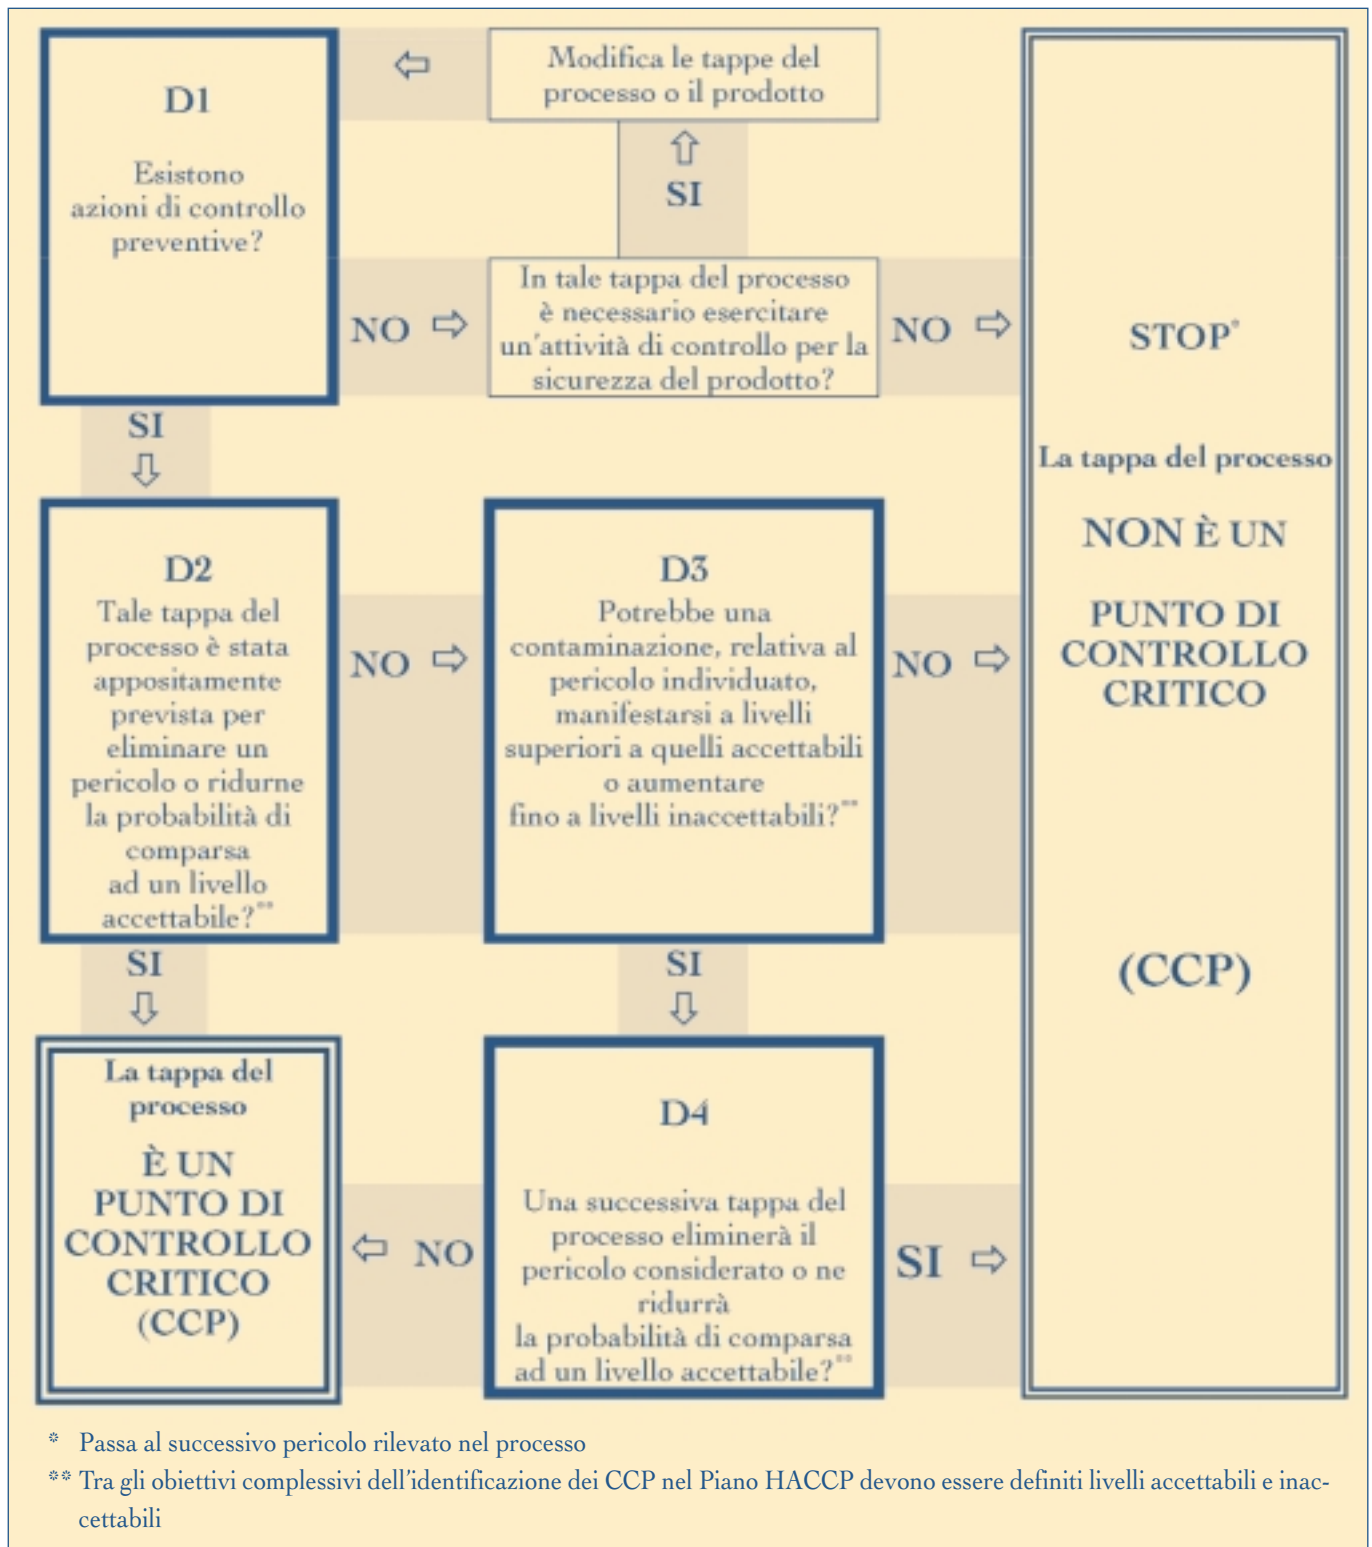 D1
Esistono
azioni di controllo
preventive?
Modifica le tappe del
processo o il prodotto
SI
NO
In tale tappa del processo
è necessario esercitare
un'attività di controllo per la
sicurezza del prodotto?
NO
STOP*
La tappa del processo
NON È UN
PUNTO DI
CONTROLLO
CRITICO
(CCP)
SI
D2
Tale tappa del
processo è stata
appositamente
prevista per
eliminare un
pericolo o ridurne
la probabilità di
comparsa
ad un livello
accettabile?**
NO
D3
Potrebbe una
contaminazione, relativa al
pericolo individuato,
manifestarsi a livelli
superiori a quelli accettabili
o aumentare
fino a livelli inaccettabili?**
NO
SI
SI
La tappa del
processo
È UN
PUNTO DI
CONTROLLO
CRITICO
(CCP)
NO
D4
Una successiva tappa del
processo eliminerà il
pericolo considerato o ne
ridurrà
la probabilità di comparsa
ad un livello accettabile?**
SI
* Passa al successivo pericolo rilevato nel processo
** Tra gli obiettivi complessivi dell'identificazione dei CCP nel Piano HACCP devono essere definiti livelli accettabili e inac-
cettabili